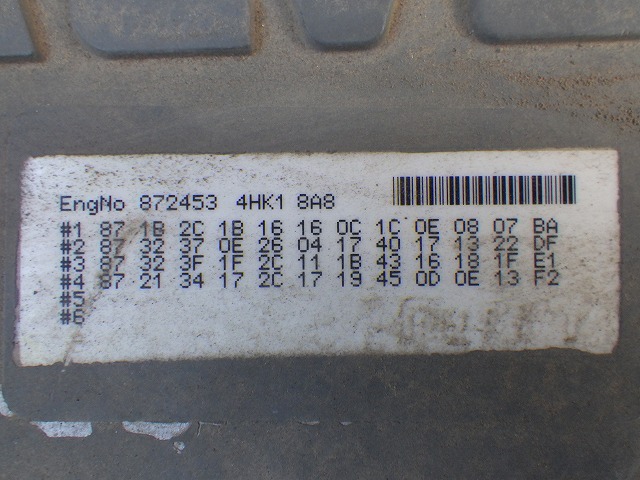 EngNo 872453 4HK1 8A8
#1 87 1B 2C 1B 16 16 0C 1C 0E 08 07 BA
#2 87 32 37 0E 26 04 17 40 17 13 22 DF
#3 87 32 3F 1F 2C 11 1B 43 16 18 1F E1
#4 87 21 34 17 2C 17 19 45 0D 0E 13 F2
#5
#6